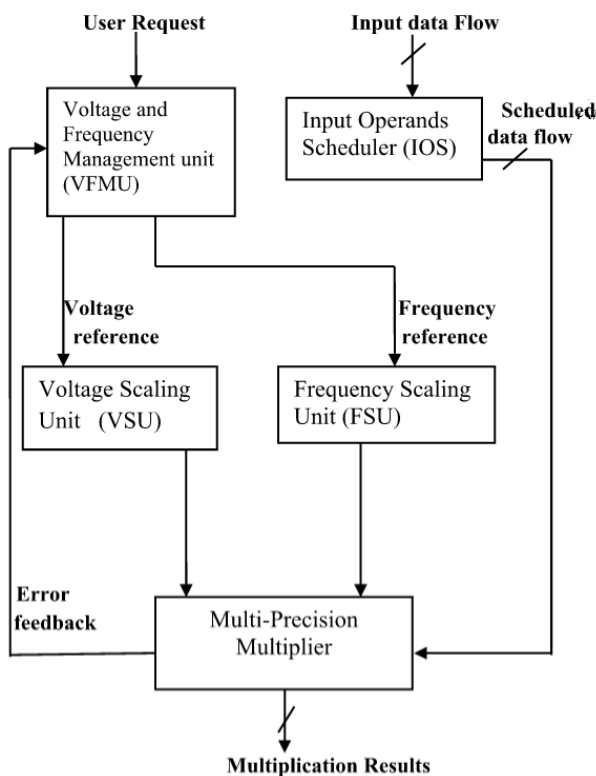 User Request
Input data Flow
Voltage and
Frequency
Management unit
(VFMU)
Input Operands
Scheduler (IOS)
Scheduled
data flow
Voltage
reference
Frequency
reference
Voltage Scaling
Unit (VSU)
Frequency Scaling
Unit (FSU)
Error
feedback
Multi-Precision
Multiplier
Multiplication Results